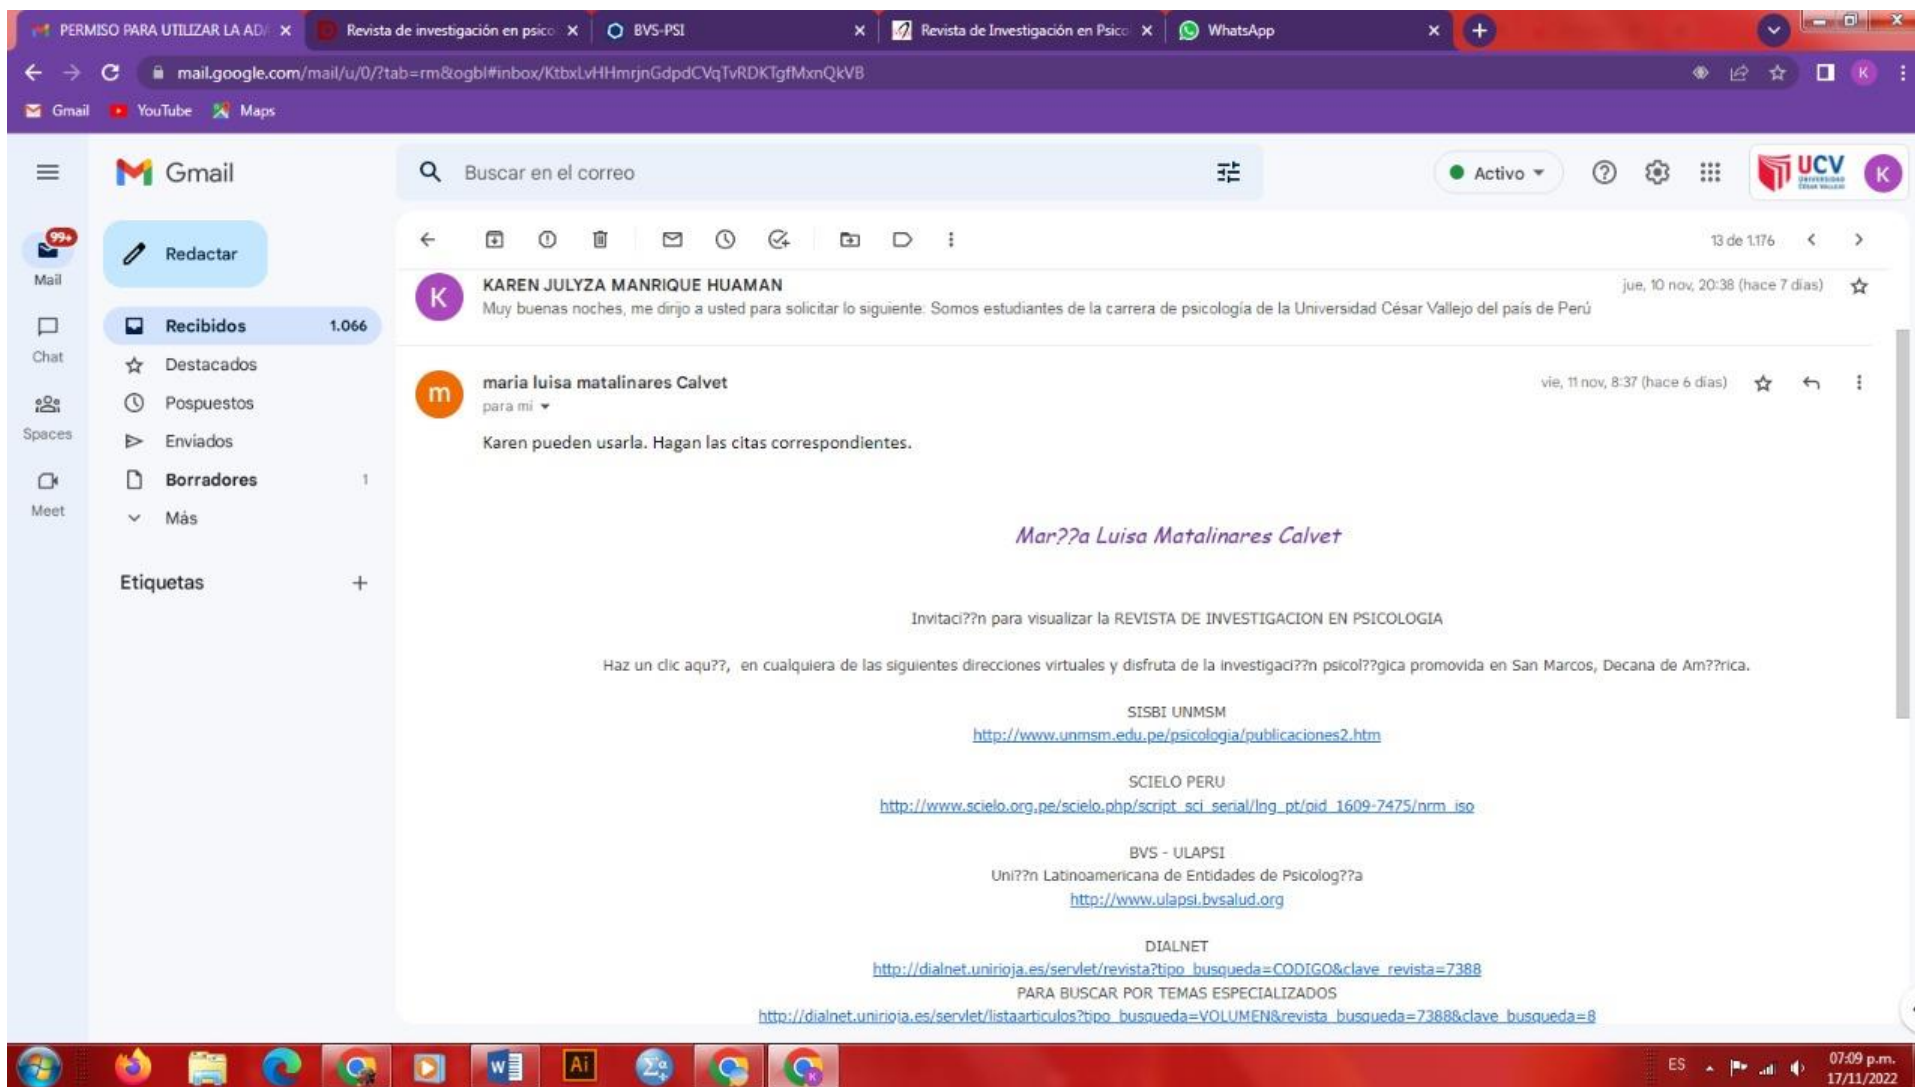 PERMISO PARA UTILIZAR LA AD
Revista de investigación en psico
BVS-PSI
Revista de Investigación en Psico
WhatsApp
mail.google.com/mail/u/0/?tab=rm&ogbl#inbox/KtbxLvHHmrjnGdpdCVqTvRDKTgfMxnQkVB
K
Gmail
YouTube
Maps
Gmail
Buscar en el correo
Activo
UCV
UNIVERSIDAD
CÉSAR VALLEJO
K
99+
Mail
Chat
Spaces
Meet
Redactar
Recibidos 1.066
Destacados
Pospuestos
Enviados
Borradores 1
Más
Etiquetas +
13 de 1.176
K
KAREN JULYZA MANRIQUE HUAMAN
jue, 10 nov, 20:38 (hace 7 días)
Muy buenas noches, me dirijo a usted para solicitar lo siguiente: Somos estudiantes de la carrera de psicología de la Universidad César Vallejo del país de Perú
m
maria luisa matalinares Calvet
vie, 11 nov, 8:37 (hace 6 días)
para mí
Karen pueden usarla. Hagan las citas correspondientes.
Mar??a Luisa Matalinares Calvet
Invitaci??n para visualizar la REVISTA DE INVESTIGACION EN PSICOLOGIA
Haz un clic aqu??, en cualquiera de las siguientes direcciones virtuales y disfruta de la investigaci??n psicol??gica promovida en San Marcos, Decana de Am??rica.
SISBI UNMSM
http://www.unmsm.edu.pe/psicologia/publicaciones2.htm
SCIELO PERU
http://www.scielo.org.pe/scielo.php/script_sci_serial/lng_pt/pid_1609-7475/nrm_iso
BVS - ULAPSI
Uni??n Latinoamericana de Entidades de Psicolog??a
http://www.ulapsi.bvsalud.org
DIALNET
http://dialnet.unirioja.es/servlet/revista?tipo_busqueda=CODIGO&clave_revista=7388
PARA BUSCAR POR TEMAS ESPECIALIZADOS
http://dialnet.unirioja.es/servlet/listaarticulos?tipo_busqueda=VOLUMEN&revista_busqueda=7388&clave_busqueda=8
W
Ai
Σα
K
ES
07:09 p.m.
17/11/2022